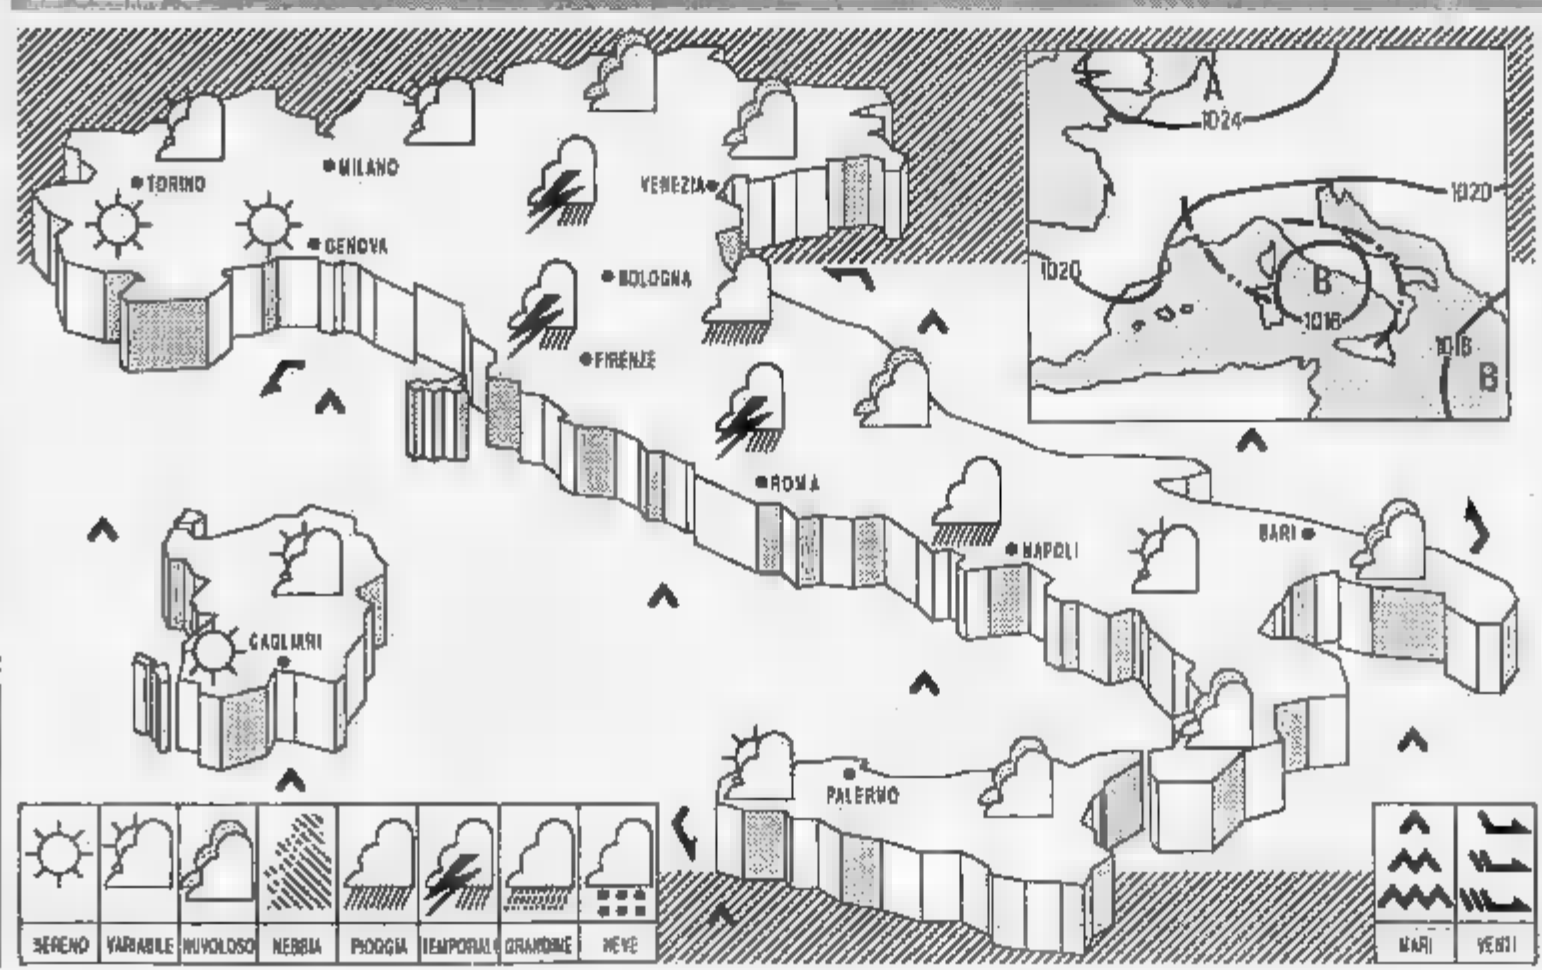 A
1024
1020
1020
B
1016
1016
B
TORINO
MILANO
VENEZIA
GENOVA
BOLOGNA
FIRENZE
ROMA
NAPOLI
BARI
CAGLIARI
PALERMO
SERENO VARIABILE NUVOLOSO NEBBIA PIOGGIA TEMPORALE GRANDINE NEVE
MARI VENTI